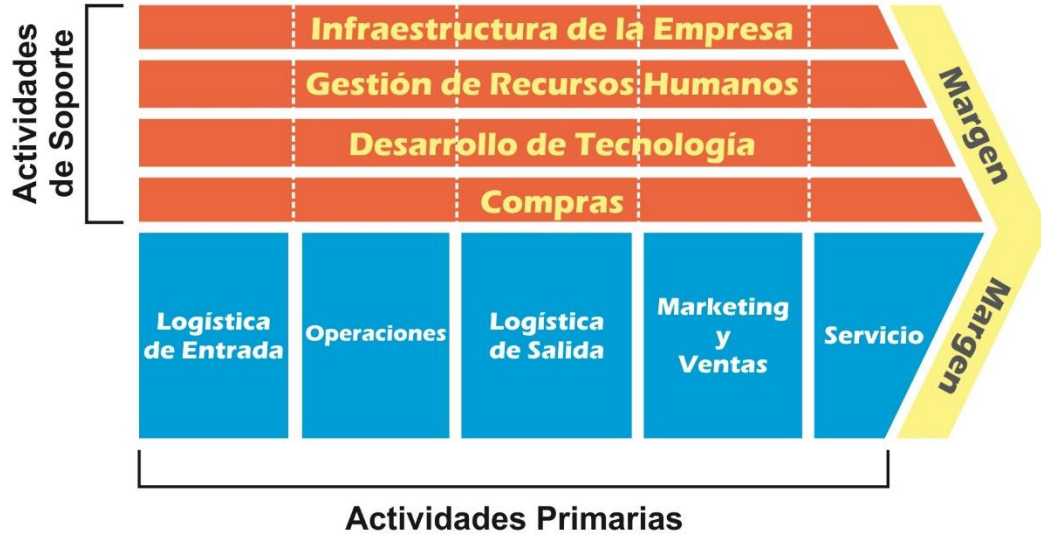 Actividades
de Soporte
Infraestructura de la Empresa
Gestión de Recursos Humanos
Desarrollo de Tecnología
Compras
Margen
Margen
Logística
de Entrada
Operaciones
Logística
de Salida
Marketing
y
Ventas
Servicio
Actividades Primarias